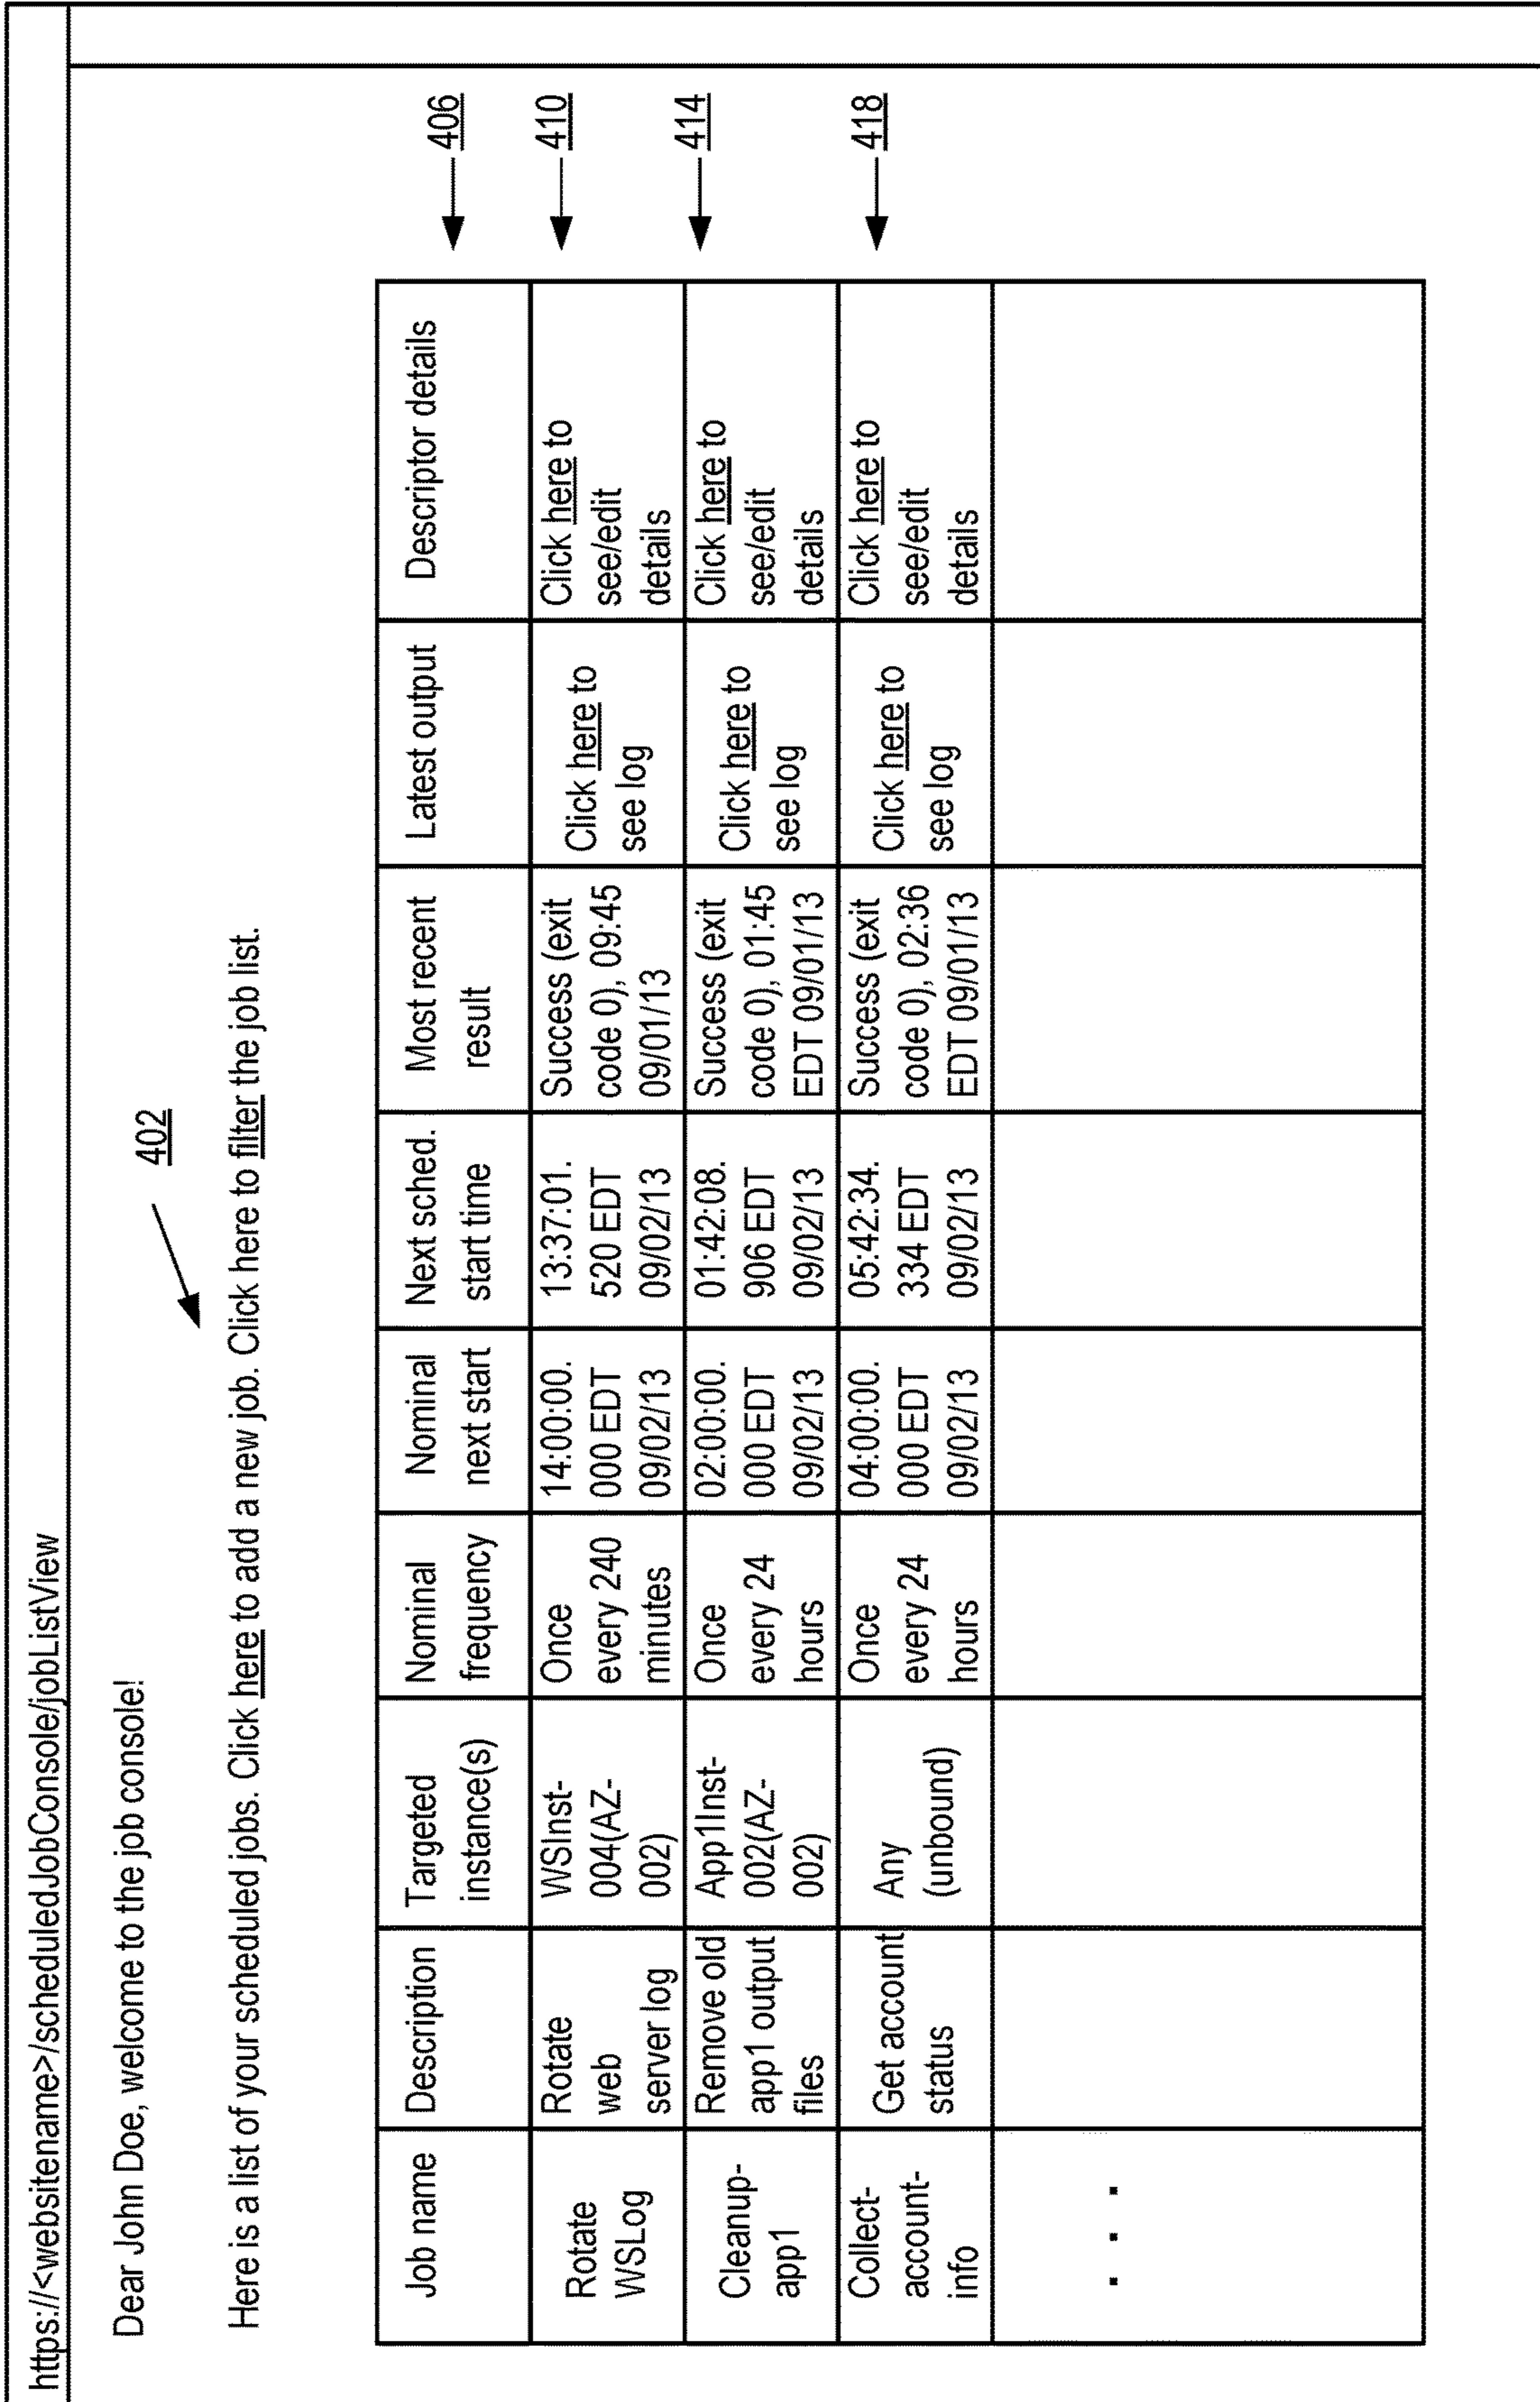 https://<websitename>/scheduledJobConsole/jobListView
Dear John Doe, welcome to the job console!
402
Here is a list of your scheduled jobs. Click here to add a new job. Click here to filter the job list.
Job name
Description
Targeted
instance(s)
Nominal
frequency
Nominal
next start
Next sched.
start time
Most recent
result
Latest output
Descriptor details
406
Rotate
WSLog
Rotate
web
server log
WSInst-
004(AZ-
002)
Once
every 240
minutes
14:00:00.
000 EDT
09/02/13
13:37:01.
520 EDT
09/02/13
Success (exit
code 0), 09:45
09/01/13
Click here to
see log
Click here to
see/edit
details
410
Cleanup-
app1
Remove old
app1 output
files
App1Inst-
002(AZ-
002)
Once
every 24
hours
02:00:00.
000 EDT
09/02/13
01:42:08.
906 EDT
09/02/13
Success (exit
code 0), 01:45
EDT 09/01/13
Click here to
see log
Click here to
see/edit
details
414
Collect-
account-
info
Get account
status
Any
(unbound)
Once
every 24
hours
04:00:00.
000 EDT
09/02/13
05:42:34.
334 EDT
09/02/13
Success (exit
code 0), 02:36
EDT 09/01/13
Click here to
see log
Click here to
see/edit
details
418
. . .